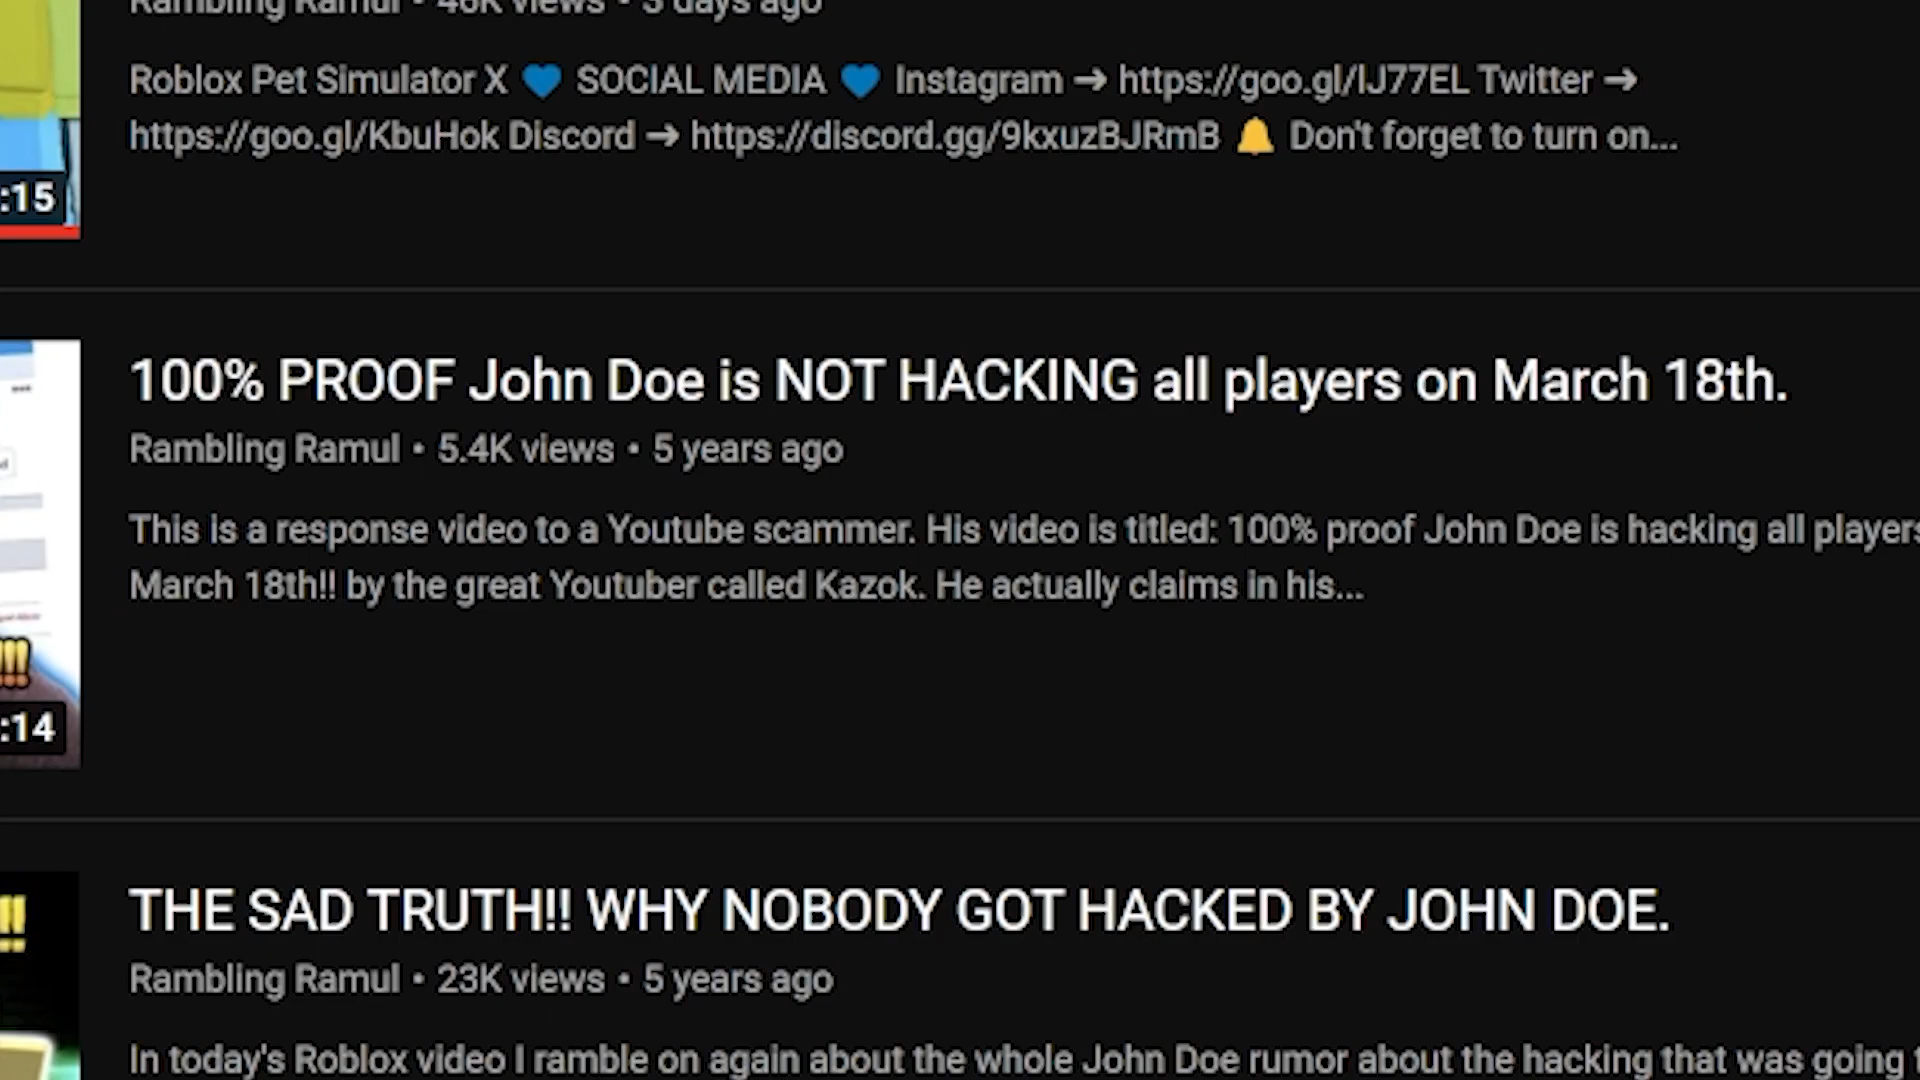 Rambling Ramul • 46K views • 3 days ago
Roblox Pet Simulator X 💙 SOCIAL MEDIA 💙 Instagram ➔ https://goo.gl/lJ77EL Twitter ➔
https://goo.gl/KbuHok Discord ➔ https://discord.gg/9kxuzBJRmB 🔔 Don't forget to turn on...
:15
100% PROOF John Doe is NOT HACKING all players on March 18th.
Rambling Ramul • 5.4K views • 5 years ago
This is a response video to a Youtube scammer. His video is titled: 100% proof John Doe is hacking all players
March 18th!! by the great Youtuber called Kazok. He actually claims in his...
!!!
:14
THE SAD TRUTH!! WHY NOBODY GOT HACKED BY JOHN DOE.
!!
Rambling Ramul • 23K views • 5 years ago
In today's Roblox video I ramble on again about the whole John Doe rumor about the hacking that was going